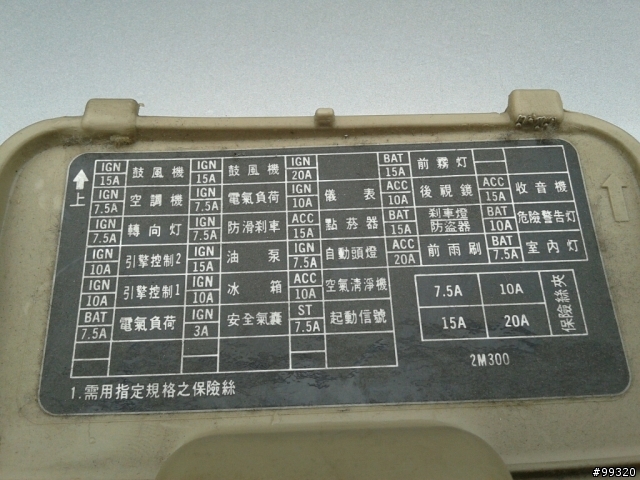 上
IGN 15A 鼓風機 IGN 15A 鼓風機 IGN 20A BAT 15A 前霧灯
IGN 7.5A 空調機 IGN 7.5A 電氣負荷 IGN 10A 儀表 ACC 10A 後視鏡 ACC 15A 收音機
IGN 7.5A 轉向灯 IGN 7.5A 防滑剎車 ACC 15A 點菸器 BAT 15A 剎車燈 防盜器 BAT 10A 危險警告灯
IGN 10A 引擎控制2 IGN 15A 油泵 IGN 7.5A 自動頭燈 ACC 20A 前雨刷 BAT 7.5A 室內灯
IGN 10A 引擎控制1 IGN 10A 冰箱 ACC 10A 空氣清淨機
BAT 7.5A 電氣負荷 IGN 3A 安全氣囊 ST 7.5A 起動信號
7.5A 10A
15A 20A
保險絲夾
2M300
1.需用指定規格之保險絲
#99320